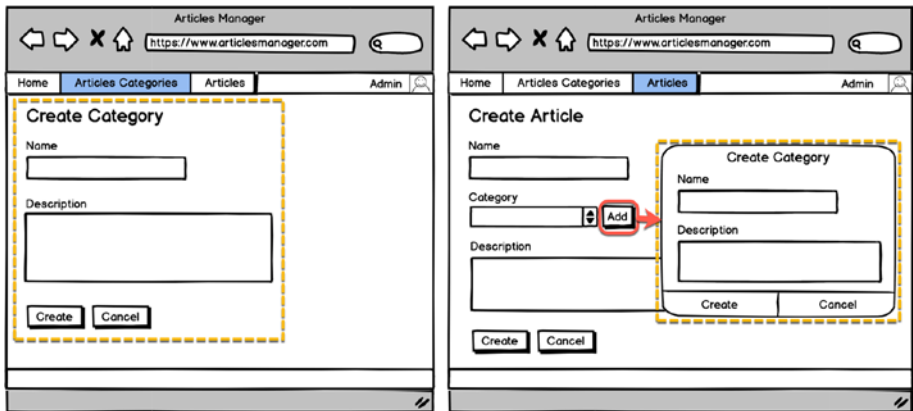 Articles Manager
https://www.articlesmanager.com
Home Articles Categories Articles Admin
Create Category
Name
Description
Create Cancel
Articles Manager
https://www.articlesmanager.com
Home Articles Categories Articles Admin
Create Article
Name
Category
Add
Description
Create Cancel
Create Category
Name
Description
Create Cancel